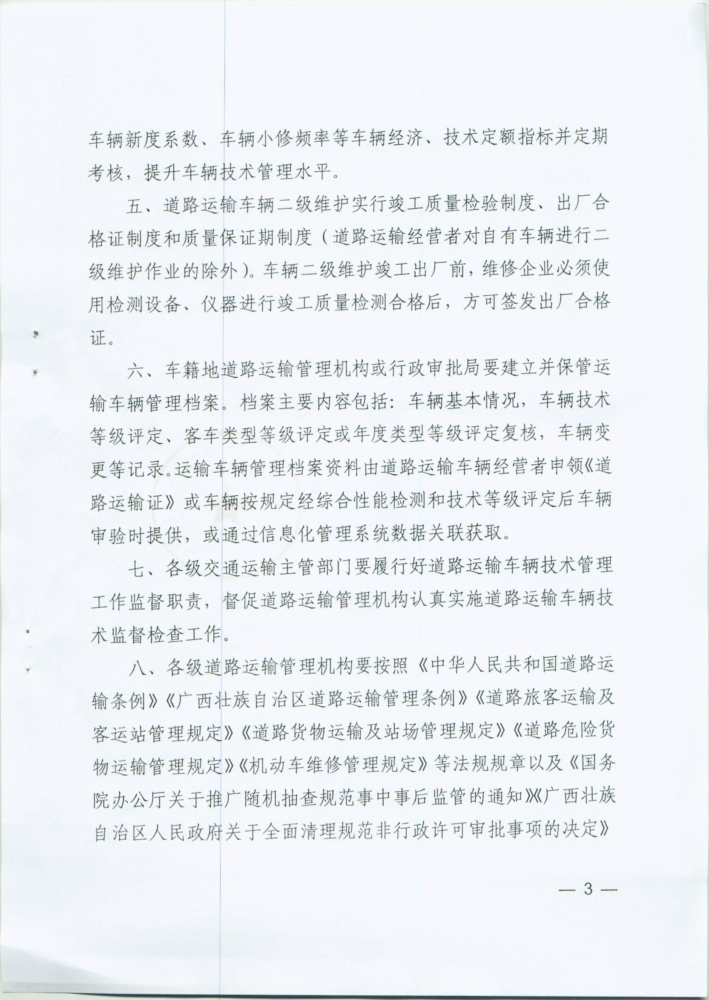 车辆新度系数、车辆小修频率等车辆经济、技术定额指标并定期
考核，提升车辆技术管理水平。
五、道路运输车辆二级维护实行竣工质量检验制度、出厂合
格证制度和质量保证期制度（道路运输经营者对自有车辆进行二
级维护作业的除外）。车辆二级维护竣工出厂前，维修企业必须使
用检测设备、仪器进行竣工质量检测合格后，方可签发出厂合格
证。
六、车籍地道路运输管理机构或行政审批局要建立并保管运
输车辆管理档案。档案主要内容包括：车辆基本情况，车辆技术
等级评定、客车类型等级评定或年度类型等级评定复核，车辆变
更等记录。运输车辆管理档案资料由道路运输车辆经营者申领《道
路运输证》或车辆按规定经综合性能检测和技术等级评定后车辆
审验时提供，或通过信息化管理系统数据关联获取。
七、各级交通运输主管部门要履行好道路运输车辆技术管理
工作监督职责，督促道路运输管理机构认真实施道路运输车辆技
术监督检查工作。
八、各级道路运输管理机构要按照《中华人民共和国道路运
输条例》《广西壮族自治区道路运输管理条例》《道路旅客运输及
客运站管理规定》《道路货物运输及站场管理规定》《道路危险货
物运输管理规定》《机动车维修管理规定》等法规规章以及《国务
院办公厅关于推广随机抽查规范事中事后监管的通知》《广西壮族
自治区人民政府关于全面清理规范非行政许可审批事项的决定》
— 3 —